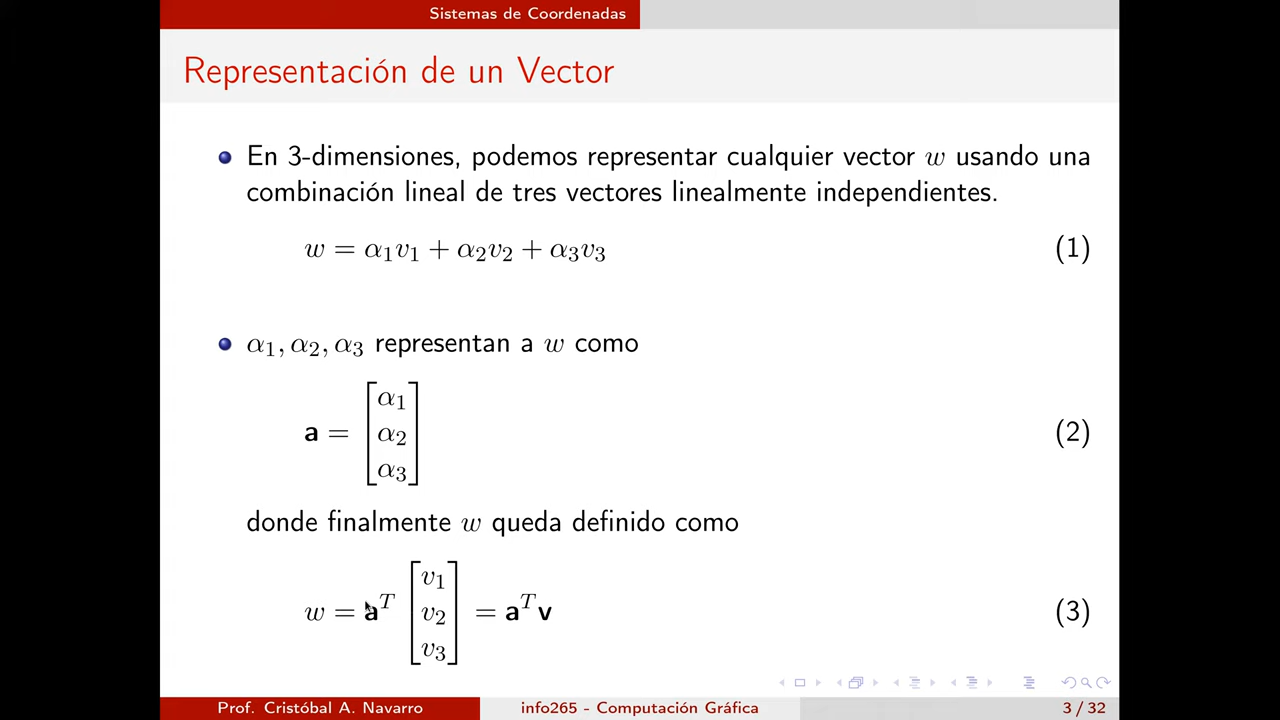 Sistemas de Coordenadas
Representación de un Vector
En 3-dimensiones, podemos representar cualquier vector w usando una
combinación lineal de tres vectores linealmente independientes.
w = α₁v₁ + α₂v₂ + α₃v₃ (1)
α₁, α₂, α₃ representan a w como
a = [α₁ α₂ α₃] (2)
donde finalmente w queda definido como
w = aᵀ [v₁ v₂ v₃] = aᵀv (3)
Prof. Cristóbal A. Navarro info265 - Computación Gráfica 3 / 32